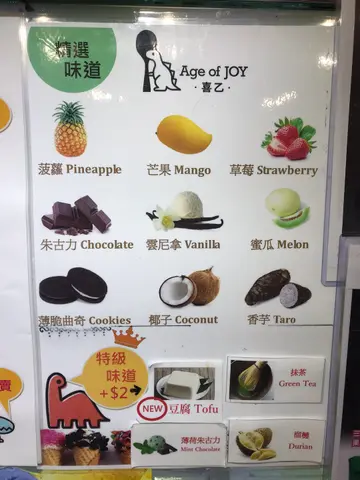 精選
味道
Age of JOY
·喜乙·
菠蘿 Pineapple
芒果 Mango
草莓 Strawberry
朱古力 Chocolate
雲尼拿 Vanilla
蜜瓜 Melon
薄脆曲奇 Cookies
椰子 Coconut
香芋 Taro
特級
味道
+$2
NEW
豆腐 Tofu
抹茶
Green Tea
薄荷朱古力
Mint Chocolate
榴槤
Durian
賣